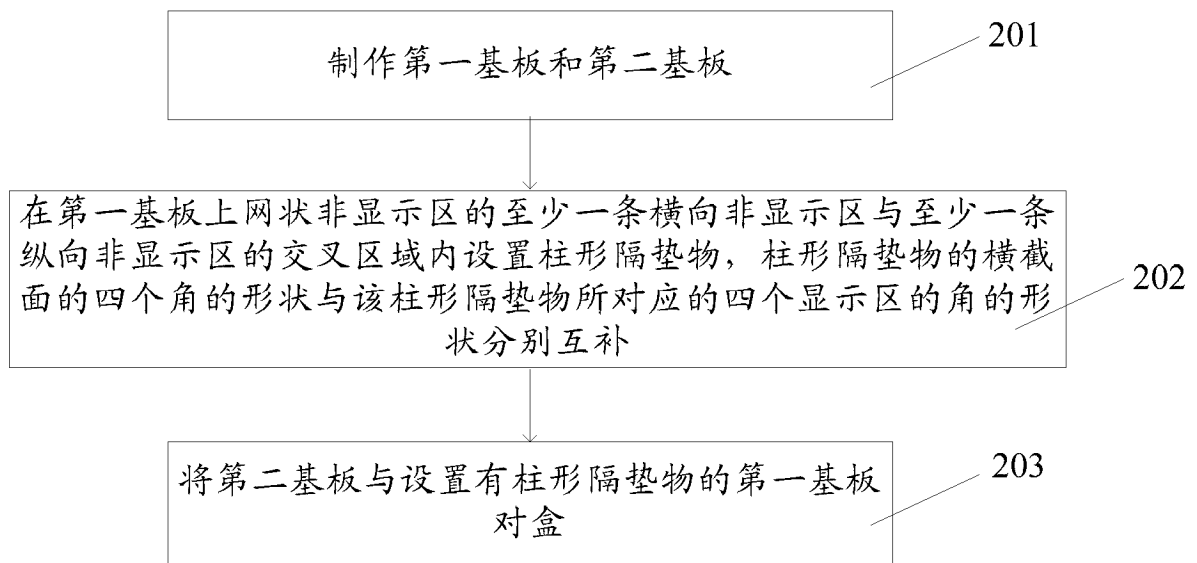 制作第一基板和第二基板
201
在第一基板上网状非显示区的至少一条横向非显示区与至少一条
纵向非显示区的交叉区域内设置柱形隔垫物，柱形隔垫物的横截
面的四个角的形状与该柱形隔垫物所对应的四个显示区的角的形
状分别互补
202
将第二基板与设置有柱形隔垫物的第一基板
对盒
203